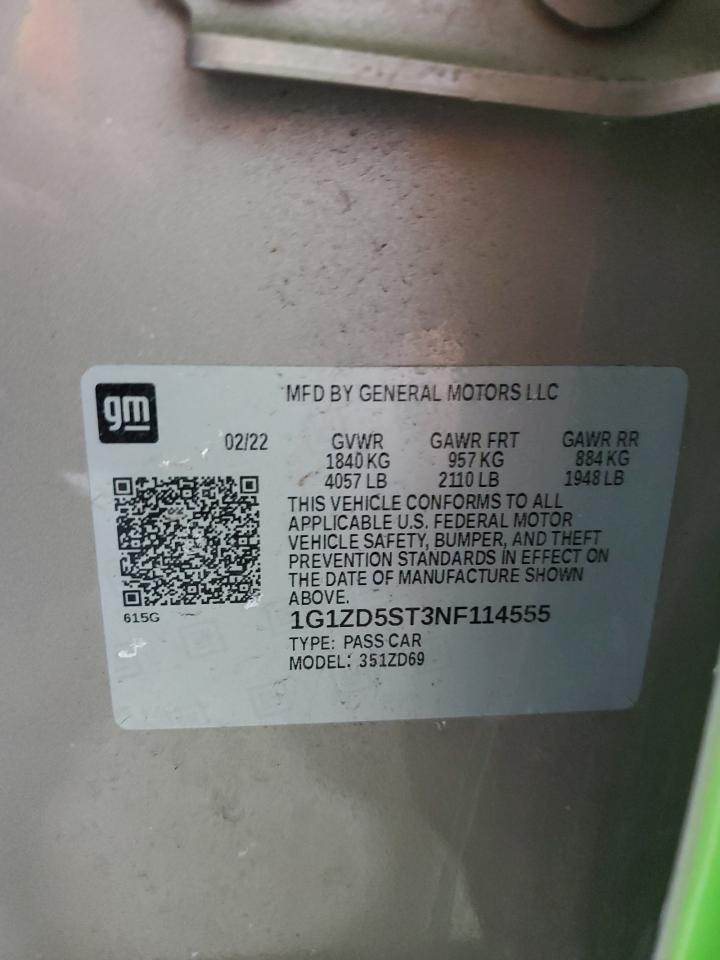 gm
MFD BY GENERAL MOTORS LLC
02/22 GVWR GAWR FRT GAWR RR
1840 KG 957 KG 884 KG
4057 LB 2110 LB 1948 LB
THIS VEHICLE CONFORMS TO ALL
APPLICABLE U.S. FEDERAL MOTOR
VEHICLE SAFETY, BUMPER, AND THEFT
PREVENTION STANDARDS IN EFFECT ON
THE DATE OF MANUFACTURE SHOWN
ABOVE.
615G
1G1ZD5ST3NF114555
TYPE: PASS CAR
MODEL: 351ZD69